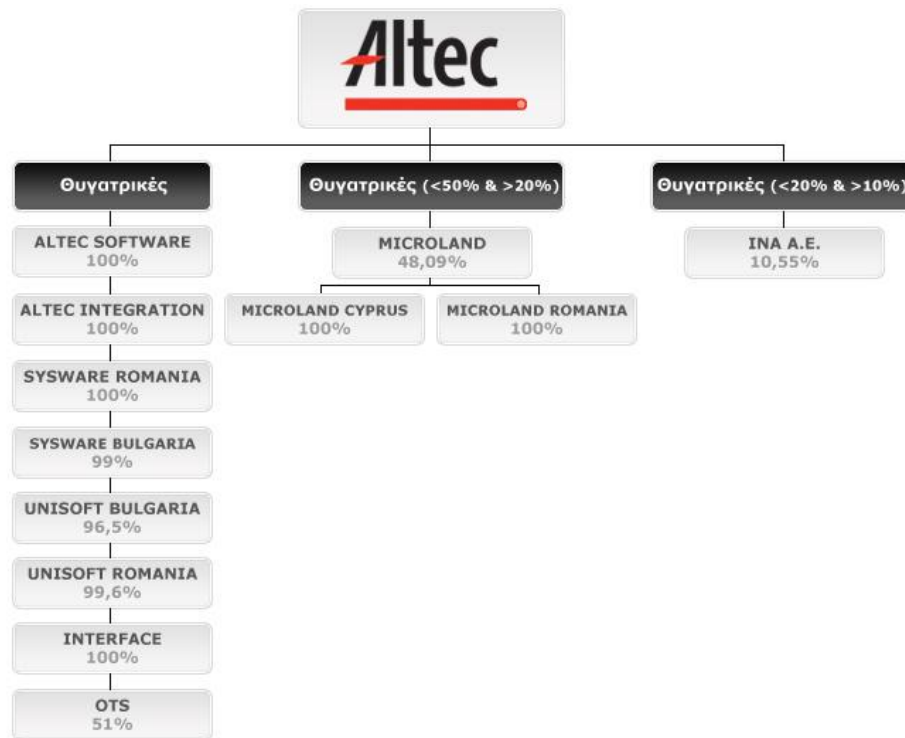 Altec
Θυγατρικές
ALTEC SOFTWARE
100%
ALTEC INTEGRATION
100%
SYSWARE ROMANIA
100%
SYSWARE BULGARIA
99%
UNISOFT BULGARIA
96,5%
UNISOFT ROMANIA
99,6%
INTERFACE
100%
OTS
51%
Θυγατρικές (<50% & >20%)
MICROLAND
48,09%
MICROLAND CYPRUS
100%
MICROLAND ROMANIA
100%
Θυγατρικές (<20% & >10%)
INA A.E.
10,55%